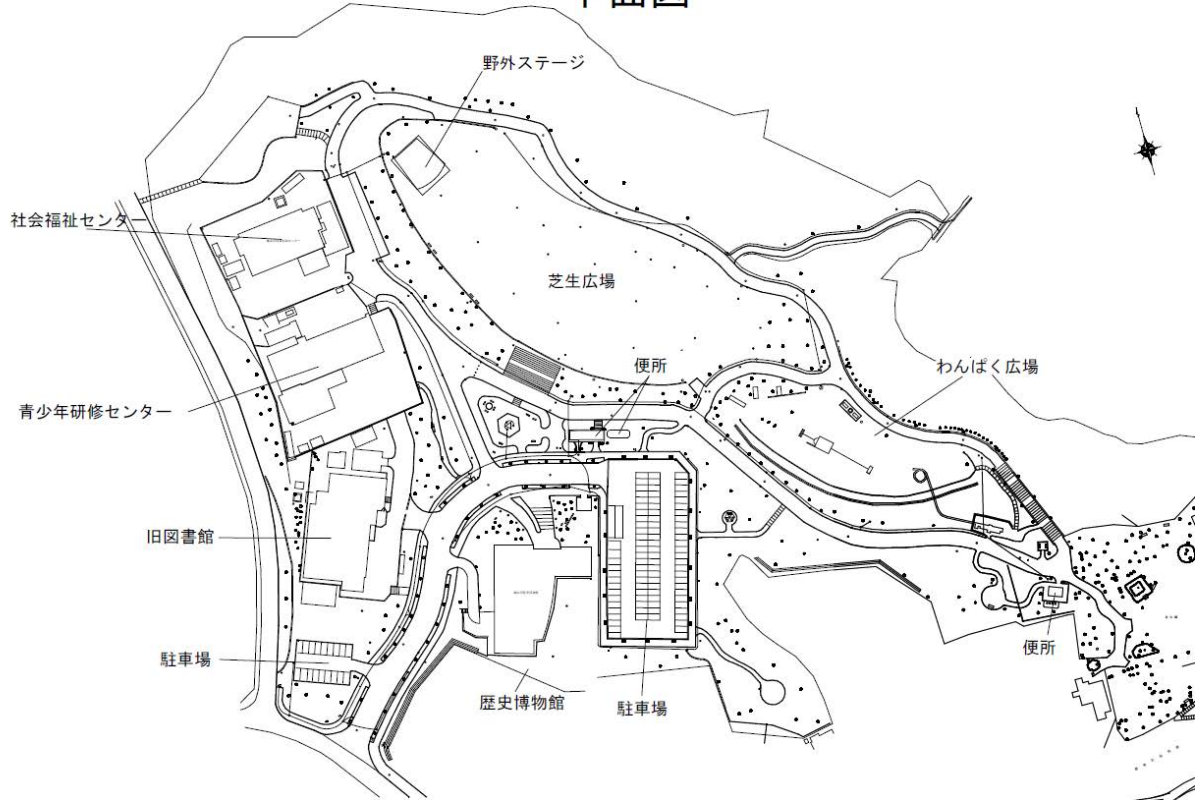 平面図
野外ステージ
社会福祉センター
芝生広場
便所
わんぱく広場
青少年研修センター
旧図書館
便所
駐車場
歴史博物館
駐車場